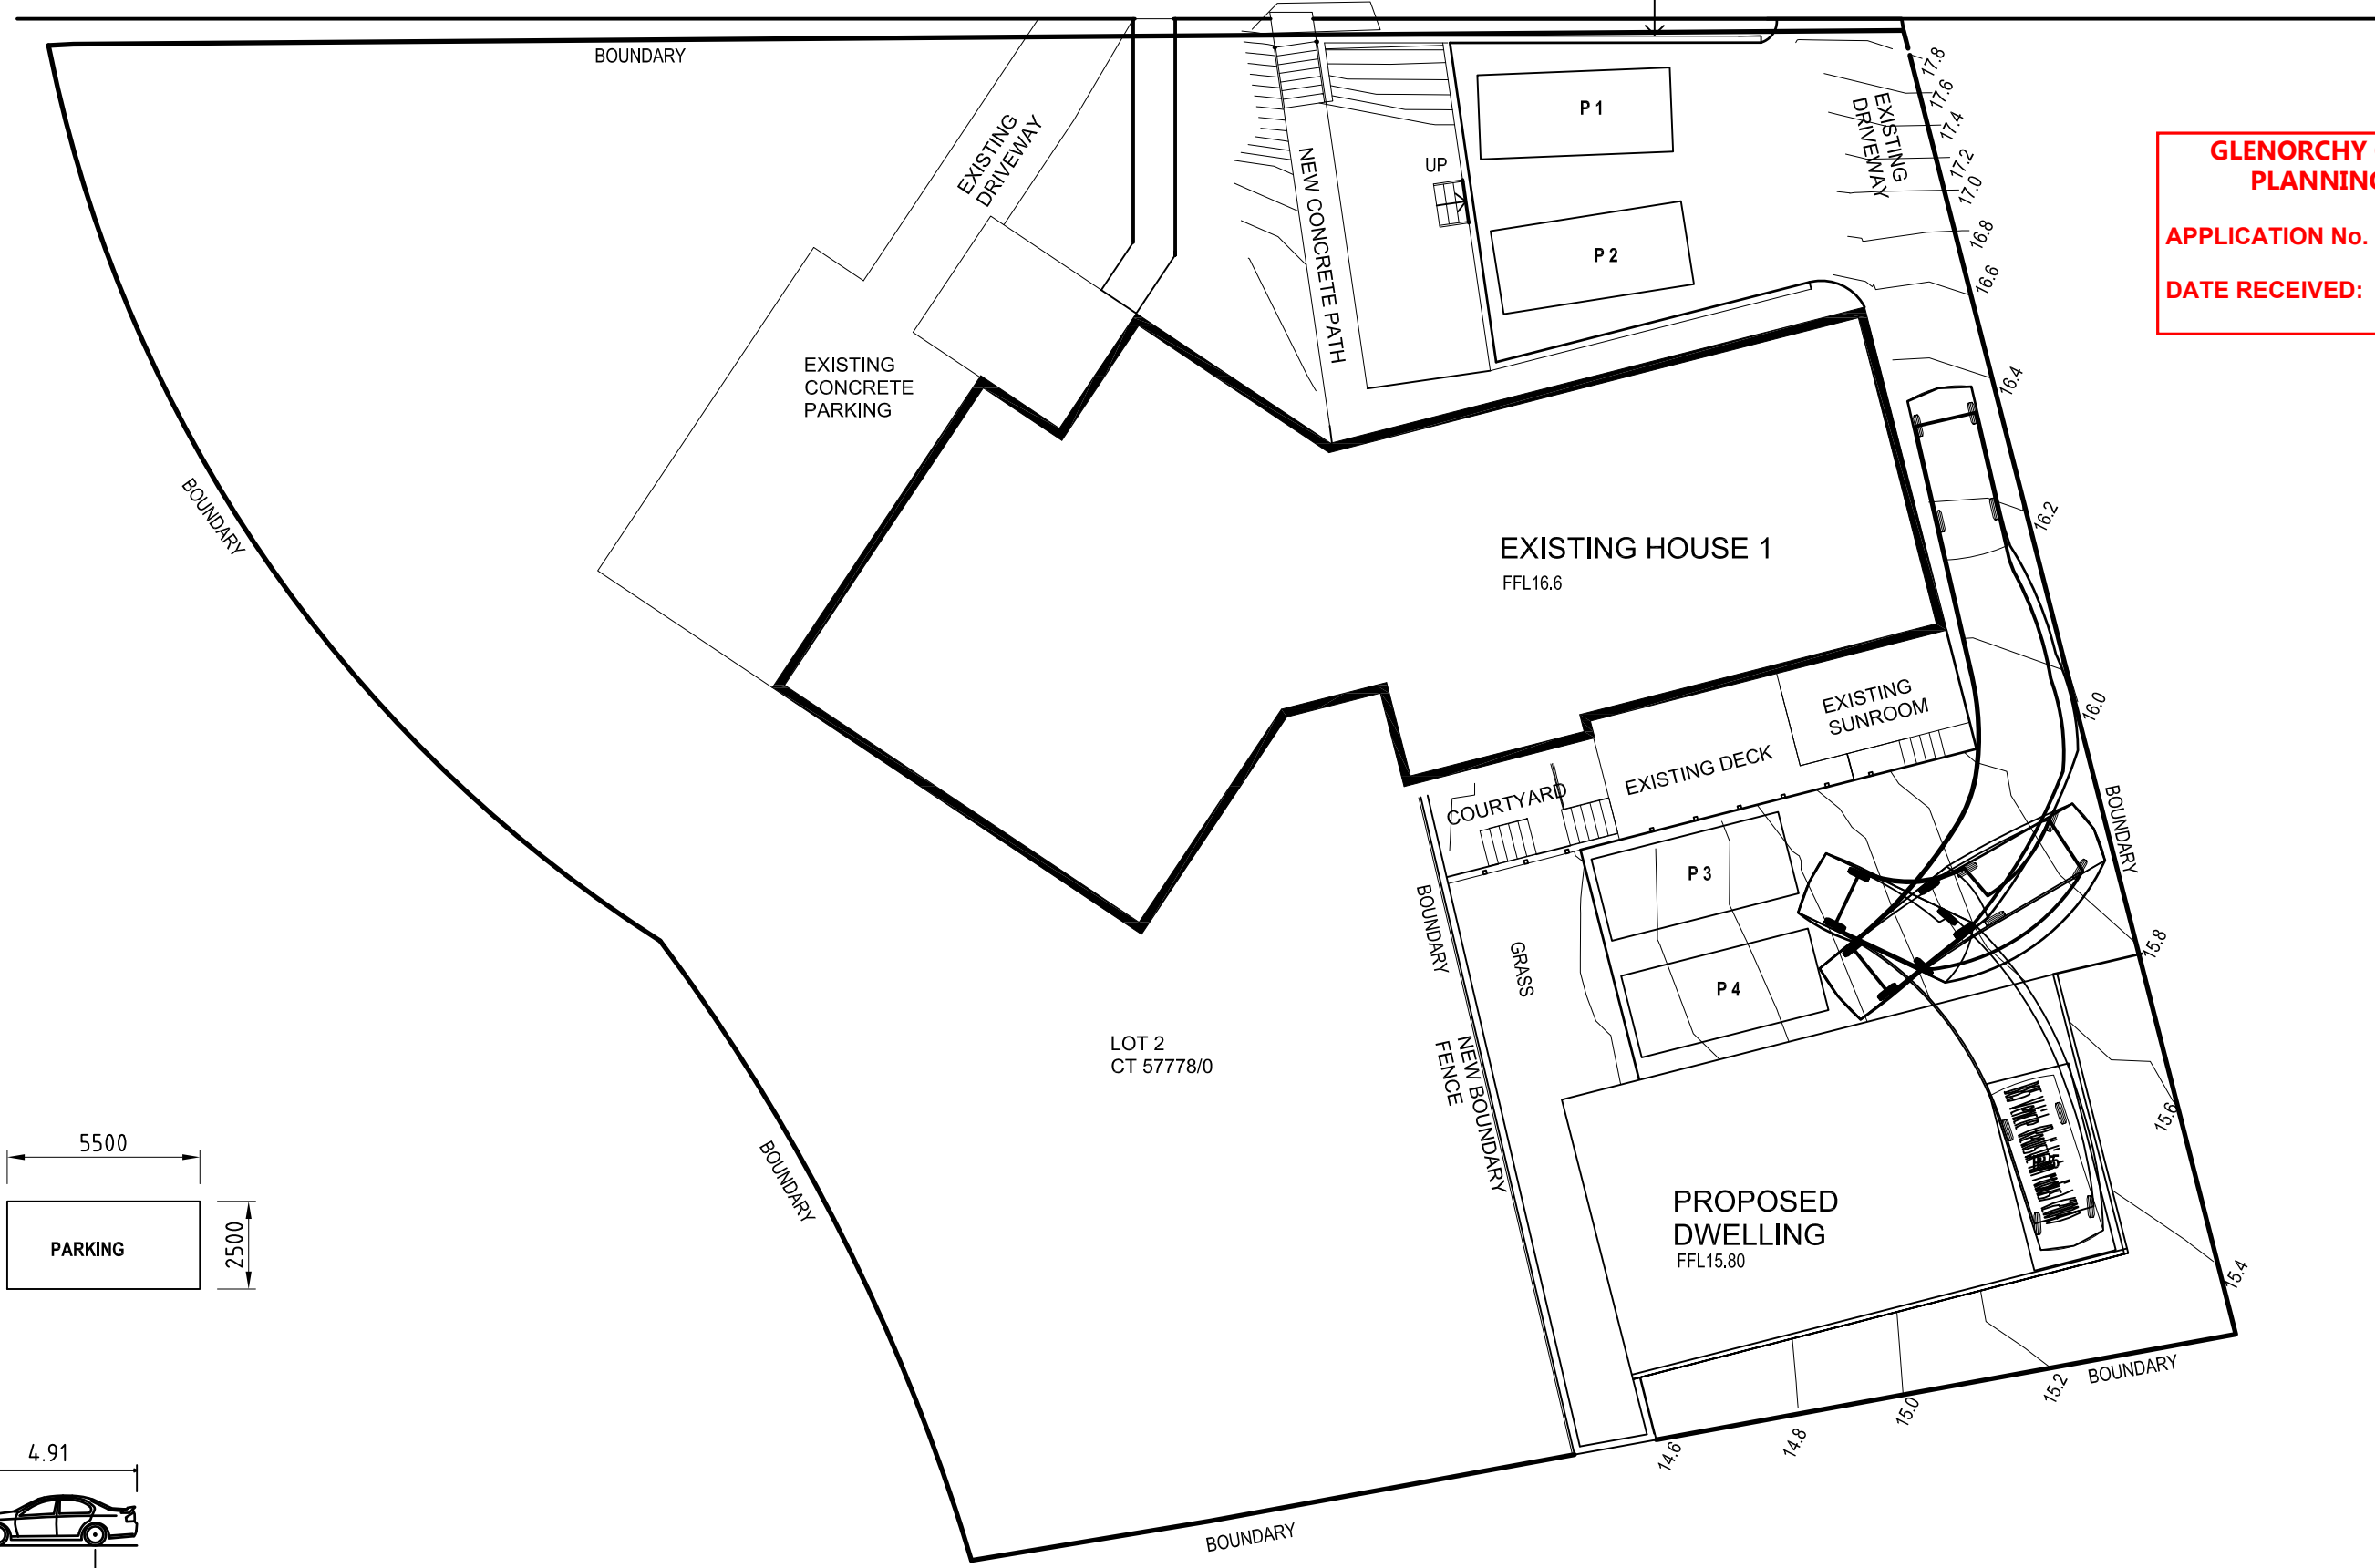 BOUNDARY
EXISTING
DRIVEWAY
NEW CONCRETE PATH
UP
P 1
P 2
EXISTING
DRIVEWAY
17.8
17.6
17.4
17.2
17.0
16.8
16.6
16.4
16.2
16.0
15.8
15.6
15.4
15.2
15.0
14.8
14.6
GLENORCHY
APPLICATION No.
DATE RECEIVED:
EXISTING
CONCRETE
PARKING
BOUNDARY
EXISTING HOUSE 1
FFL16.6
EXISTING
SUNROOM
EXISTING DECK
COURTYARD
BOUNDARY
P 3
P 4
BOUNDARY
GRASS
NEW BOUNDARY
FENCE
LOT 2
CT 57778/0
BOUNDARY
PROPOSED
DWELLING
FFL15.80
BOUNDARY
BOUNDARY
5500
PARKING
2500
4.91